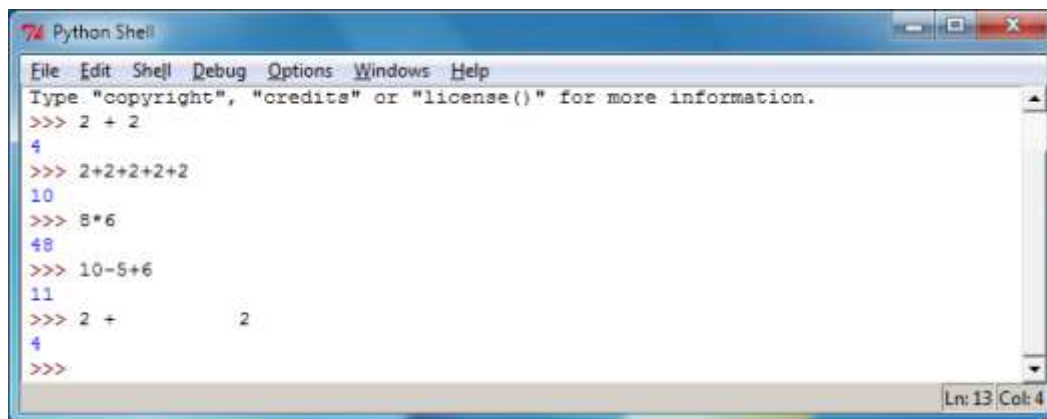 Python Shell
File Edit Shell Debug Options Windows Help
Type "copyright", "credits" or "license()" for more information.
>>> 2 + 2
4
>>> 2+2+2+2+2
10
>>> 8*6
48
>>> 10-5+6
11
>>> 2 +            2
4
>>>
Ln: 13 Col: 4